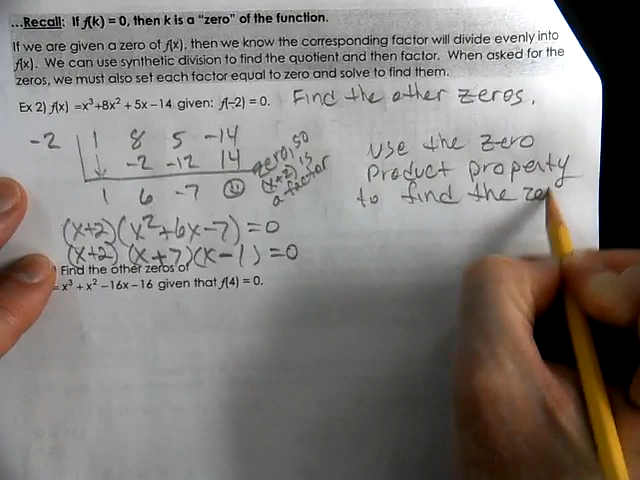 ...Recall: If f(k) = 0, then k is a "zero" of the function.
If we are given a zero of f(x), then we know the corresponding factor will divide evenly into
f(x). We can use synthetic division to find the quotient and then factor. When asked for the
zeros, we must also set each factor equal to zero and solve to find them.
Ex 2) f(x) =x³+8x² + 5x −14 given: f(−2) = 0. Find the other zeros.
-2 1 8 5 -14
-2 -12 14
1 6 -7 0
zero, so
(x+2) is
a factor
(x+2)(x²+6x-7)=0
(x+2)(x+7)(x-1)=0
use the zero
product property
to find the ze
Find the other zeros of
= x³ + x² −16x −16 given that f(4) = 0.